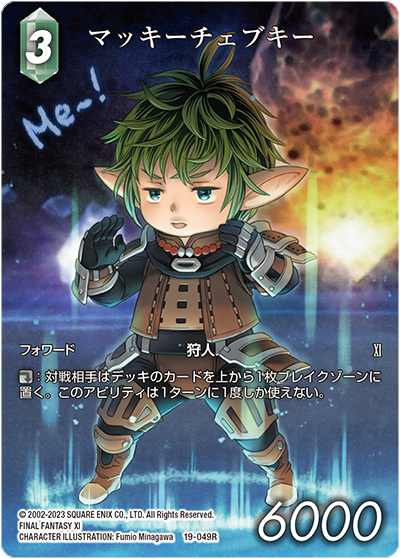 3
マッキーチェブキー
Me~!
フォワード 狩人 XI
：対戦相手はデッキのカードを上から1枚ブレイクゾーンに
置く。このアビリティは1ターンに1度しか使えない。
© 2002-2023 SQUARE ENIX CO., LTD. All Rights Reserved.
FINAL FANTASY XI
CHARACTER ILLUSTRATION: Fumio Minagawa 19-049R
6000